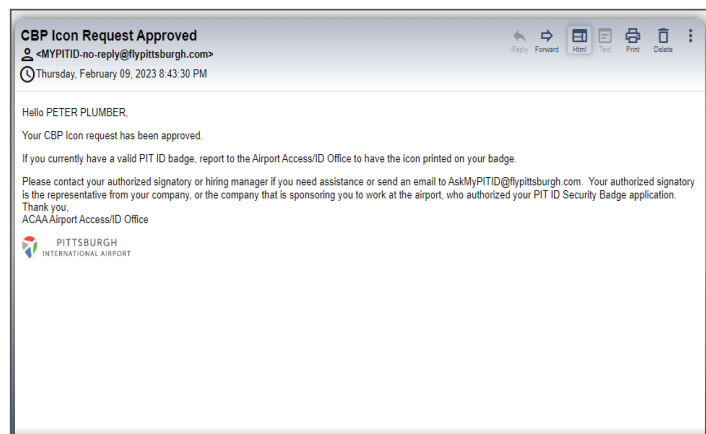 CBP Icon Request Approved
<MYPITID-no-reply@flypittsburgh.com>
Thursday, February 09, 2023 8:43:30 PM
Reply Forward Html Text Print Delete
Hello PETER PLUMBER,
Your CBP Icon request has been approved.
If you currently have a valid PIT ID badge, report to the Airport Access/ID Office to have the icon printed on your badge.
Please contact your authorized signatory or hiring manager if you need assistance or send an email to AskMyPITID@flypittsburgh.com. Your authorized signatory
is the representative from your company, or the company that is sponsoring you to work at the airport, who authorized your PIT ID Security Badge application.
Thank you,
ACAA Airport Access/ID Office
PITTSBURGH
INTERNATIONAL AIRPORT